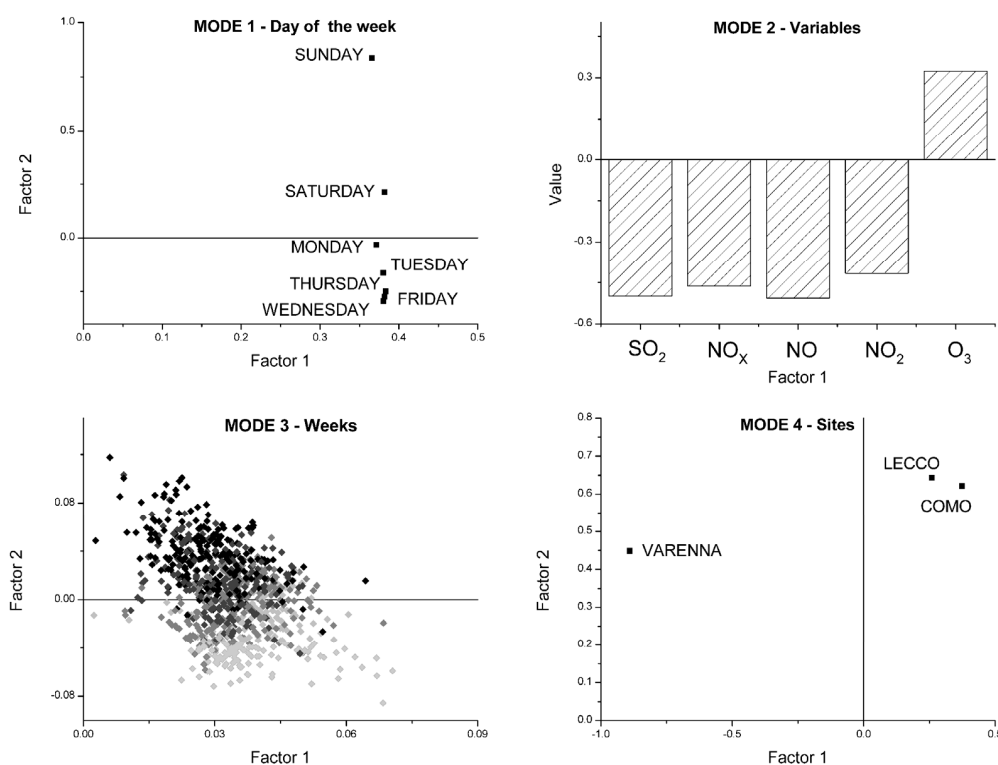 MODE 1 - Day of the week
1.0
0.5
0.0
Factor 2
SUNDAY
SATURDAY
MONDAY
TUESDAY
THURSDAY
FRIDAY
WEDNESDAY
0.0 0.1 0.2 0.3 0.4 0.5
Factor 1
MODE 2 - Variables
0.3
0.0
-0.3
-0.6
Value
SO₂ NOₓ NO NO₂ O₃
Factor 1
MODE 3 - Weeks
0.08
0.00
-0.08
Factor 2
0.00 0.03 0.06 0.09
Factor 1
MODE 4 - Sites
0.8
0.7
0.6
0.5
0.4
0.3
0.2
0.1
0.0
Factor 2
LECCO
COMO
VARENNA
-1.0 -0.5 0.0 0.5
Factor 1